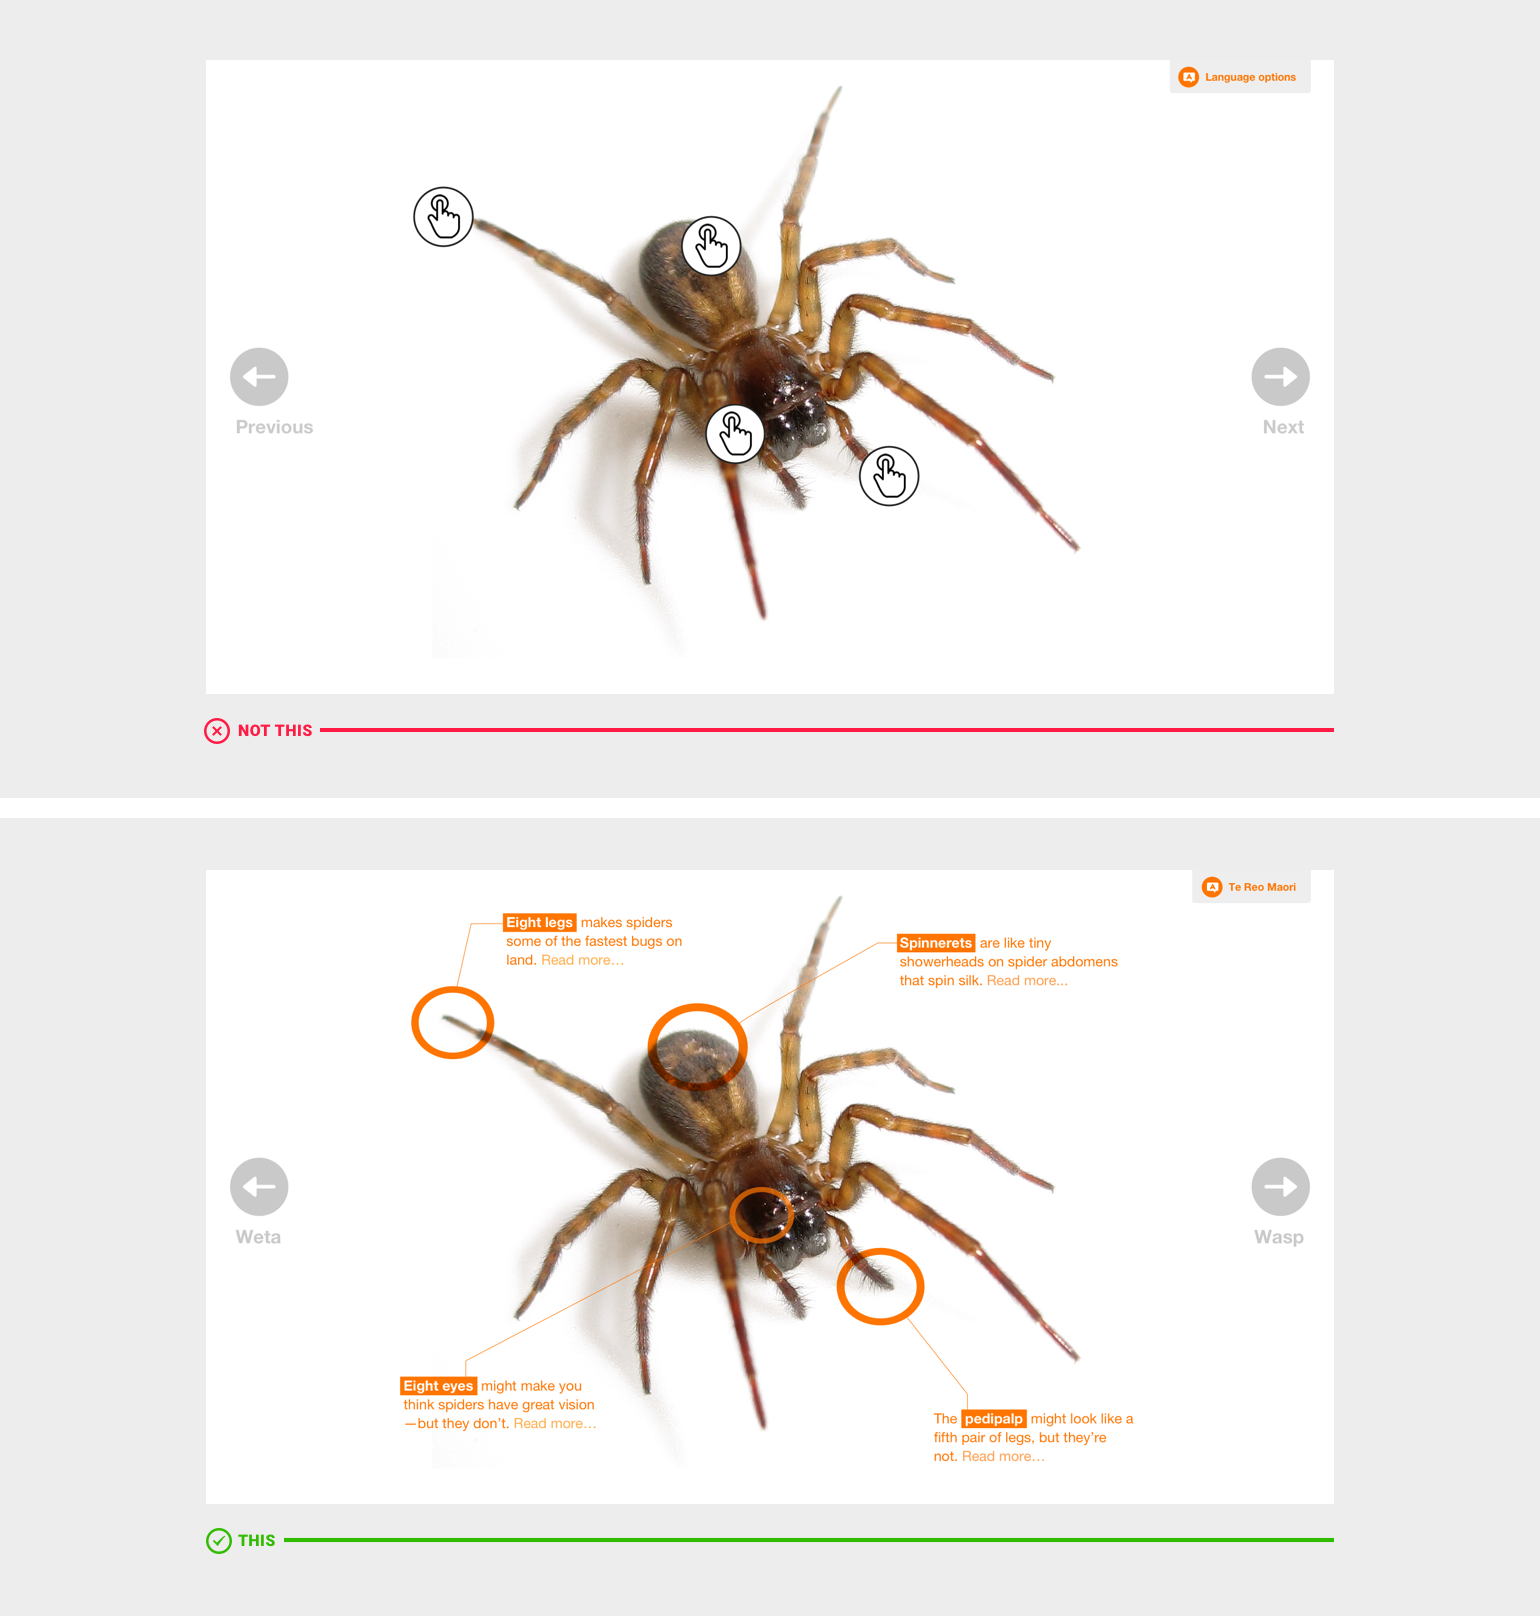 Language options
Previous
Next
NOT THIS
Te Reo Maori
Eight legs makes spiders
some of the fastest bugs on
land. Read more…
Spinnerets are like tiny
showerheads on spider abdomens
that spin silk. Read more...
Weta
Wasp
Eight eyes might make you
think spiders have great vision
—but they don't. Read more…
The pedipalp might look like a
fifth pair of legs, but they're
not. Read more…
THIS